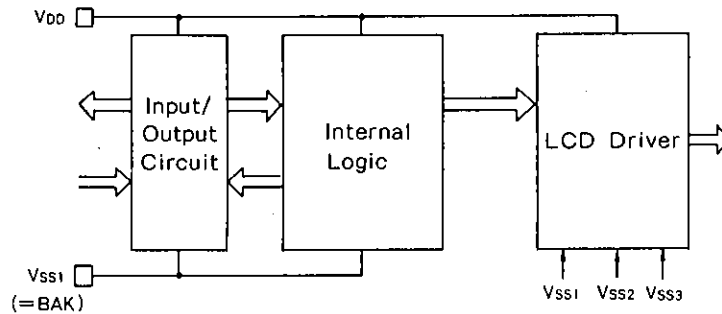 VDD
Input/
Output
Circuit
Internal
Logic
LCD Driver
VSS1
(=BAK)
VSS1 VSS2 VSS3